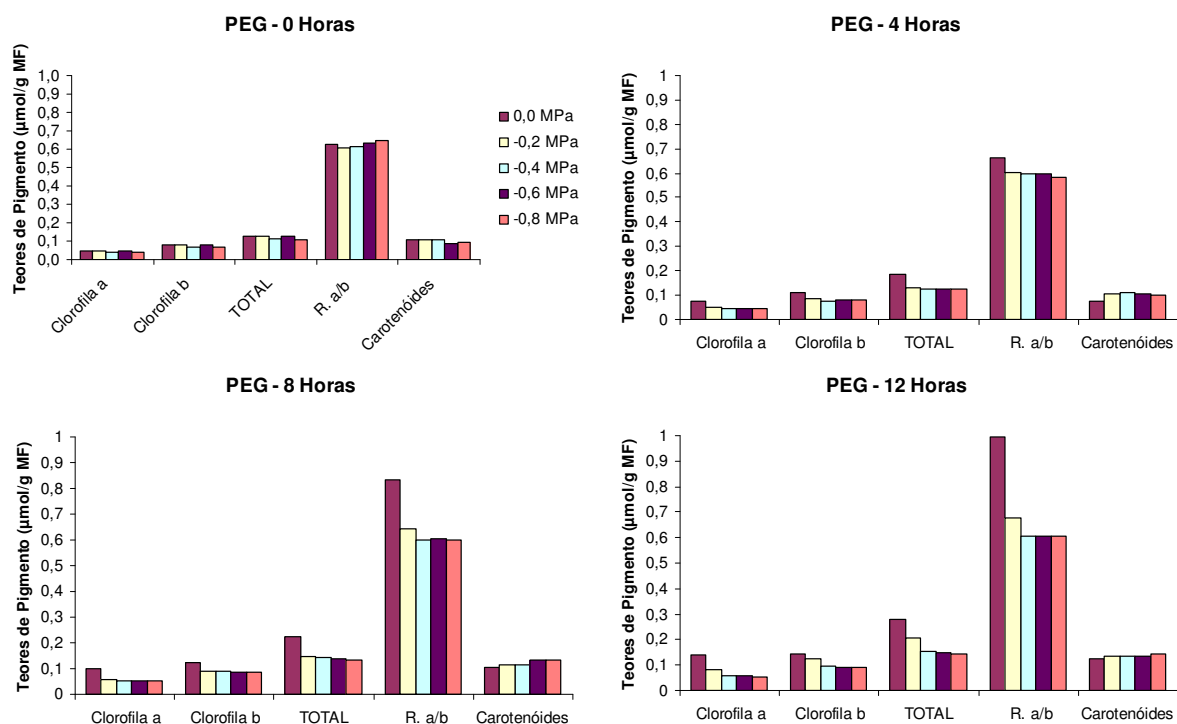 PEG - 0 Horas
Teores de Pigmento (µmol/g MF)
1,0
0,9
0,8
0,7
0,6
0,5
0,4
0,3
0,2
0,1
0,0
Clorofila a
Clorofila b
TOTAL
R. a/b
Carotenóides
0,0 MPa
-0,2 MPa
-0,4 MPa
-0,6 MPa
-0,8 MPa
PEG - 4 Horas
Teores de Pigmento (µmol/g MF)
1
0,9
0,8
0,7
0,6
0,5
0,4
0,3
0,2
0,1
0
Clorofila a Clorofila b TOTAL R. a/b Carotenóides
PEG - 8 Horas
Teores de Pigmento (µmol/g MF)
1
0,9
0,8
0,7
0,6
0,5
0,4
0,3
0,2
0,1
0
Clorofila a Clorofila b TOTAL R. a/b Carotenóides
PEG - 12 Horas
Teores de Pigmento (µmol/g MF)
1
0,9
0,8
0,7
0,6
0,5
0,4
0,3
0,2
0,1
0
Clorofila a Clorofila b TOTAL R. a/b Carotenóides